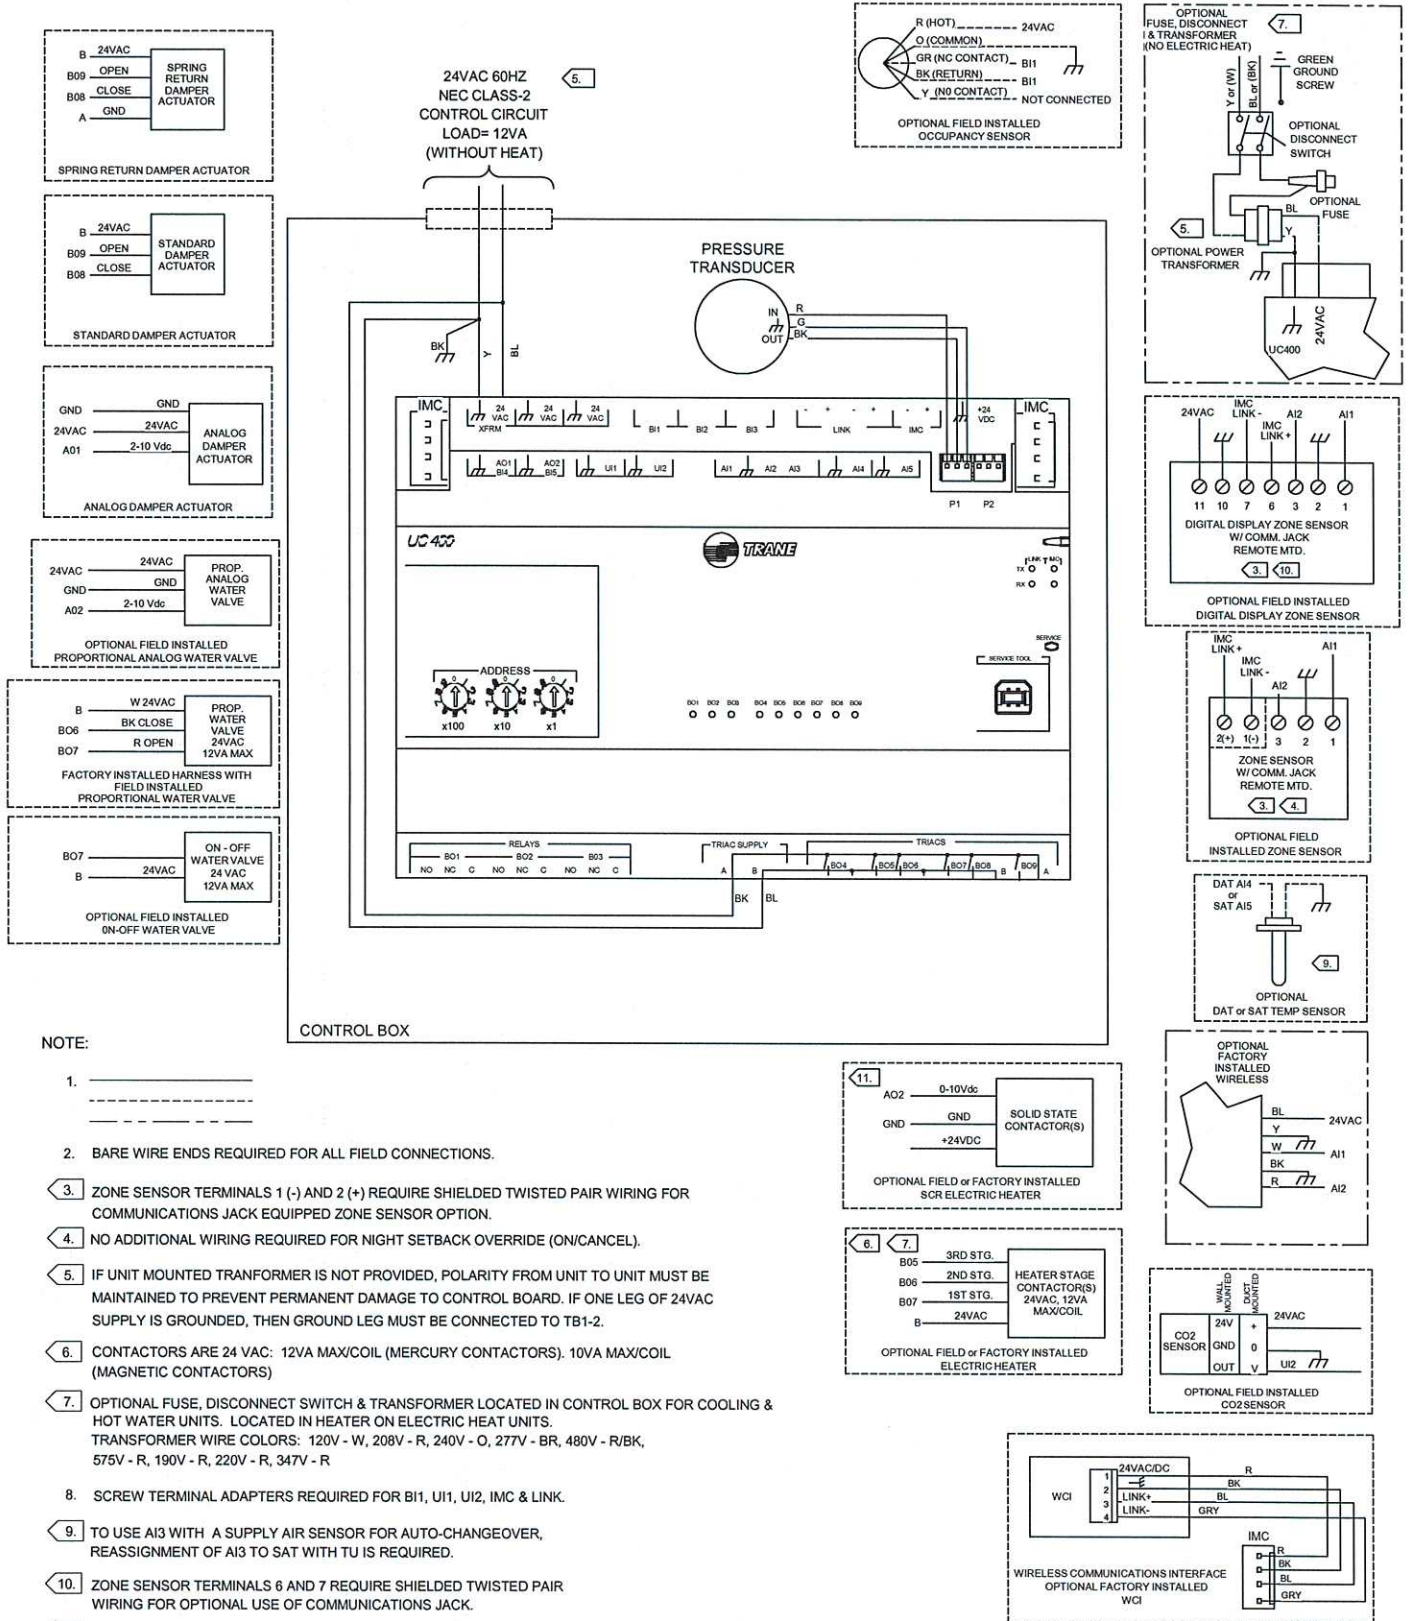 B 24VAC
B09 OPEN
B08 CLOSE
A GND
SPRING
RETURN
DAMPER
ACTUATOR
SPRING RETURN DAMPER ACTUATOR
B 24VAC
B09 OPEN
B08 CLOSE
STANDARD
DAMPER
ACTUATOR
STANDARD DAMPER ACTUATOR
GND GND
24VAC 24VAC
A01 2-10 Vdc
ANALOG
DAMPER
ACTUATOR
ANALOG DAMPER ACTUATOR
24VAC 24VAC
GND GND
A02 2-10 Vdc
PROP.
ANALOG
WATER
VALVE
OPTIONAL FIELD INSTALLED
PROPORTIONAL ANALOG WATER VALVE
B W 24VAC
BO6 BK CLOSE
BO7 R OPEN
PROP.
WATER
VALVE
24VAC
12VA MAX
FACTORY INSTALLED HARNESS WITH
FIELD INSTALLED
PROPORTIONAL WATER VALVE
BO7
B 24VAC
ON - OFF
WATER VALVE
24 VAC
12VA MAX
OPTIONAL FIELD INSTALLED
0N-OFF WATER VALVE
24VAC 60HZ
NEC CLASS-2
CONTROL CIRCUIT
LOAD= 12VA
(WITHOUT HEAT)
5.
BK
Y
BL
PRESSURE
TRANSDUCER
IN R
G
OUT BK
IMC
24 VAC 24 VAC 24 VAC
XFRM
BI1 BI2 BI3
- + - +
LINK
- +
IMC
+24 VDC
IMC
AO1 BI4 AO2 BI5 UI1 UI2 AI1 AI2 AI3 AI4 AI5
P1 P2
UC 400
TRANE
LINK IMC
TX
RX
SERVICE
SERVICE TOOL
ADDRESS
x100 x10 x1
BO1 BO2 BO3 BO4 BO5 BO6 BO7 BO8 BO9
RELAYS
BO1 BO2 B03
NO NC C NO NC C NO NC C
TRIAC SUPPLY
A B
TRIACS
BO4 BO5 BO6 BO7 BO8 B BO9 A
BK BL
CONTROL BOX
R (HOT) 24VAC
O (COMMON)
GR (NC CONTACT) BI1
BK (RETURN) BI1
Y (N0 CONTACT) NOT CONNECTED
OPTIONAL FIELD INSTALLED
OCCUPANCY SENSOR
OPTIONAL
FUSE, DISCONNECT
& TRANSFORMER
(NO ELECTRIC HEAT)
7.
Y or (W)
BL or (BK)
GREEN
GROUND
SCREW
OPTIONAL
DISCONNECT
SWITCH
OPTIONAL
FUSE
5.
BL
Y
OPTIONAL POWER
TRANSFORMER
24VAC
UC400
24VAC IMC LINK - IMC LINK + AI2 AI1
11 10 7 6 3 2 1
DIGITAL DISPLAY ZONE SENSOR
W/ COMM. JACK
REMOTE MTD.
3. 10.
OPTIONAL FIELD INSTALLED
DIGITAL DISPLAY ZONE SENSOR
IMC LINK + IMC LINK - AI2 AI1
2(+) 1(-) 3 2 1
ZONE SENSOR
W/ COMM. JACK
REMOTE MTD.
3. 4.
OPTIONAL FIELD
INSTALLED ZONE SENSOR
DAT AI4
or
SAT AI5
9.
OPTIONAL
DAT or SAT TEMP SENSOR
OPTIONAL
FACTORY
INSTALLED
WIRELESS
BL 24VAC
Y
W AI1
BK
R AI2
WALL MOUNTED
DUCT MOUNTED
CO2
SENSOR
24V + 24VAC
GND 0
OUT V UI2
OPTIONAL FIELD INSTALLED
CO2 SENSOR
11.
AO2 0-10Vdc
GND GND
+24VDC
SOLID STATE
CONTACTOR(S)
OPTIONAL FIELD or FACTORY INSTALLED
SCR ELECTRIC HEATER
6. 7.
B05 3RD STG.
B06 2ND STG.
B07 1ST STG.
B 24VAC
HEATER STAGE
CONTACTOR(S)
24VAC, 12VA
MAX/COIL
OPTIONAL FIELD or FACTORY INSTALLED
ELECTRIC HEATER
WCI
1 24VAC/DC R
2 BK
3 LINK+ BL
4 LINK- GRY
IMC
R
BK
BL
GRY
WIRELESS COMMUNICATIONS INTERFACE
OPTIONAL FACTORY INSTALLED
WCI
NOTE:
1.
2. BARE WIRE ENDS REQUIRED FOR ALL FIELD CONNECTIONS.
3. ZONE SENSOR TERMINALS 1 (-) AND 2 (+) REQUIRE SHIELDED TWISTED PAIR WIRING FOR
COMMUNICATIONS JACK EQUIPPED ZONE SENSOR OPTION.
4. NO ADDITIONAL WIRING REQUIRED FOR NIGHT SETBACK OVERRIDE (ON/CANCEL).
5. IF UNIT MOUNTED TRANFORMER IS NOT PROVIDED, POLARITY FROM UNIT TO UNIT MUST BE
MAINTAINED TO PREVENT PERMANENT DAMAGE TO CONTROL BOARD. IF ONE LEG OF 24VAC
SUPPLY IS GROUNDED, THEN GROUND LEG MUST BE CONNECTED TO TB1-2.
6. CONTACTORS ARE 24 VAC: 12VA MAX/COIL (MERCURY CONTACTORS). 10VA MAX/COIL
(MAGNETIC CONTACTORS)
7. OPTIONAL FUSE, DISCONNECT SWITCH & TRANSFORMER LOCATED IN CONTROL BOX FOR COOLING &
HOT WATER UNITS. LOCATED IN HEATER ON ELECTRIC HEAT UNITS.
TRANSFORMER WIRE COLORS: 120V - W, 208V - R, 240V - O, 277V - BR, 480V - R/BK,
575V - R, 190V - R, 220V - R, 347V - R
8. SCREW TERMINAL ADAPTERS REQUIRED FOR BI1, UI1, UI2, IMC & LINK.
9. TO USE AI3 WITH A SUPPLY AIR SENSOR FOR AUTO-CHANGEOVER,
REASSIGNMENT OF AI3 TO SAT WITH TU IS REQUIRED.
10. ZONE SENSOR TERMINALS 6 AND 7 REQUIRE SHIELDED TWISTED PAIR
WIRING FOR OPTIONAL USE OF COMMUNICATIONS JACK.